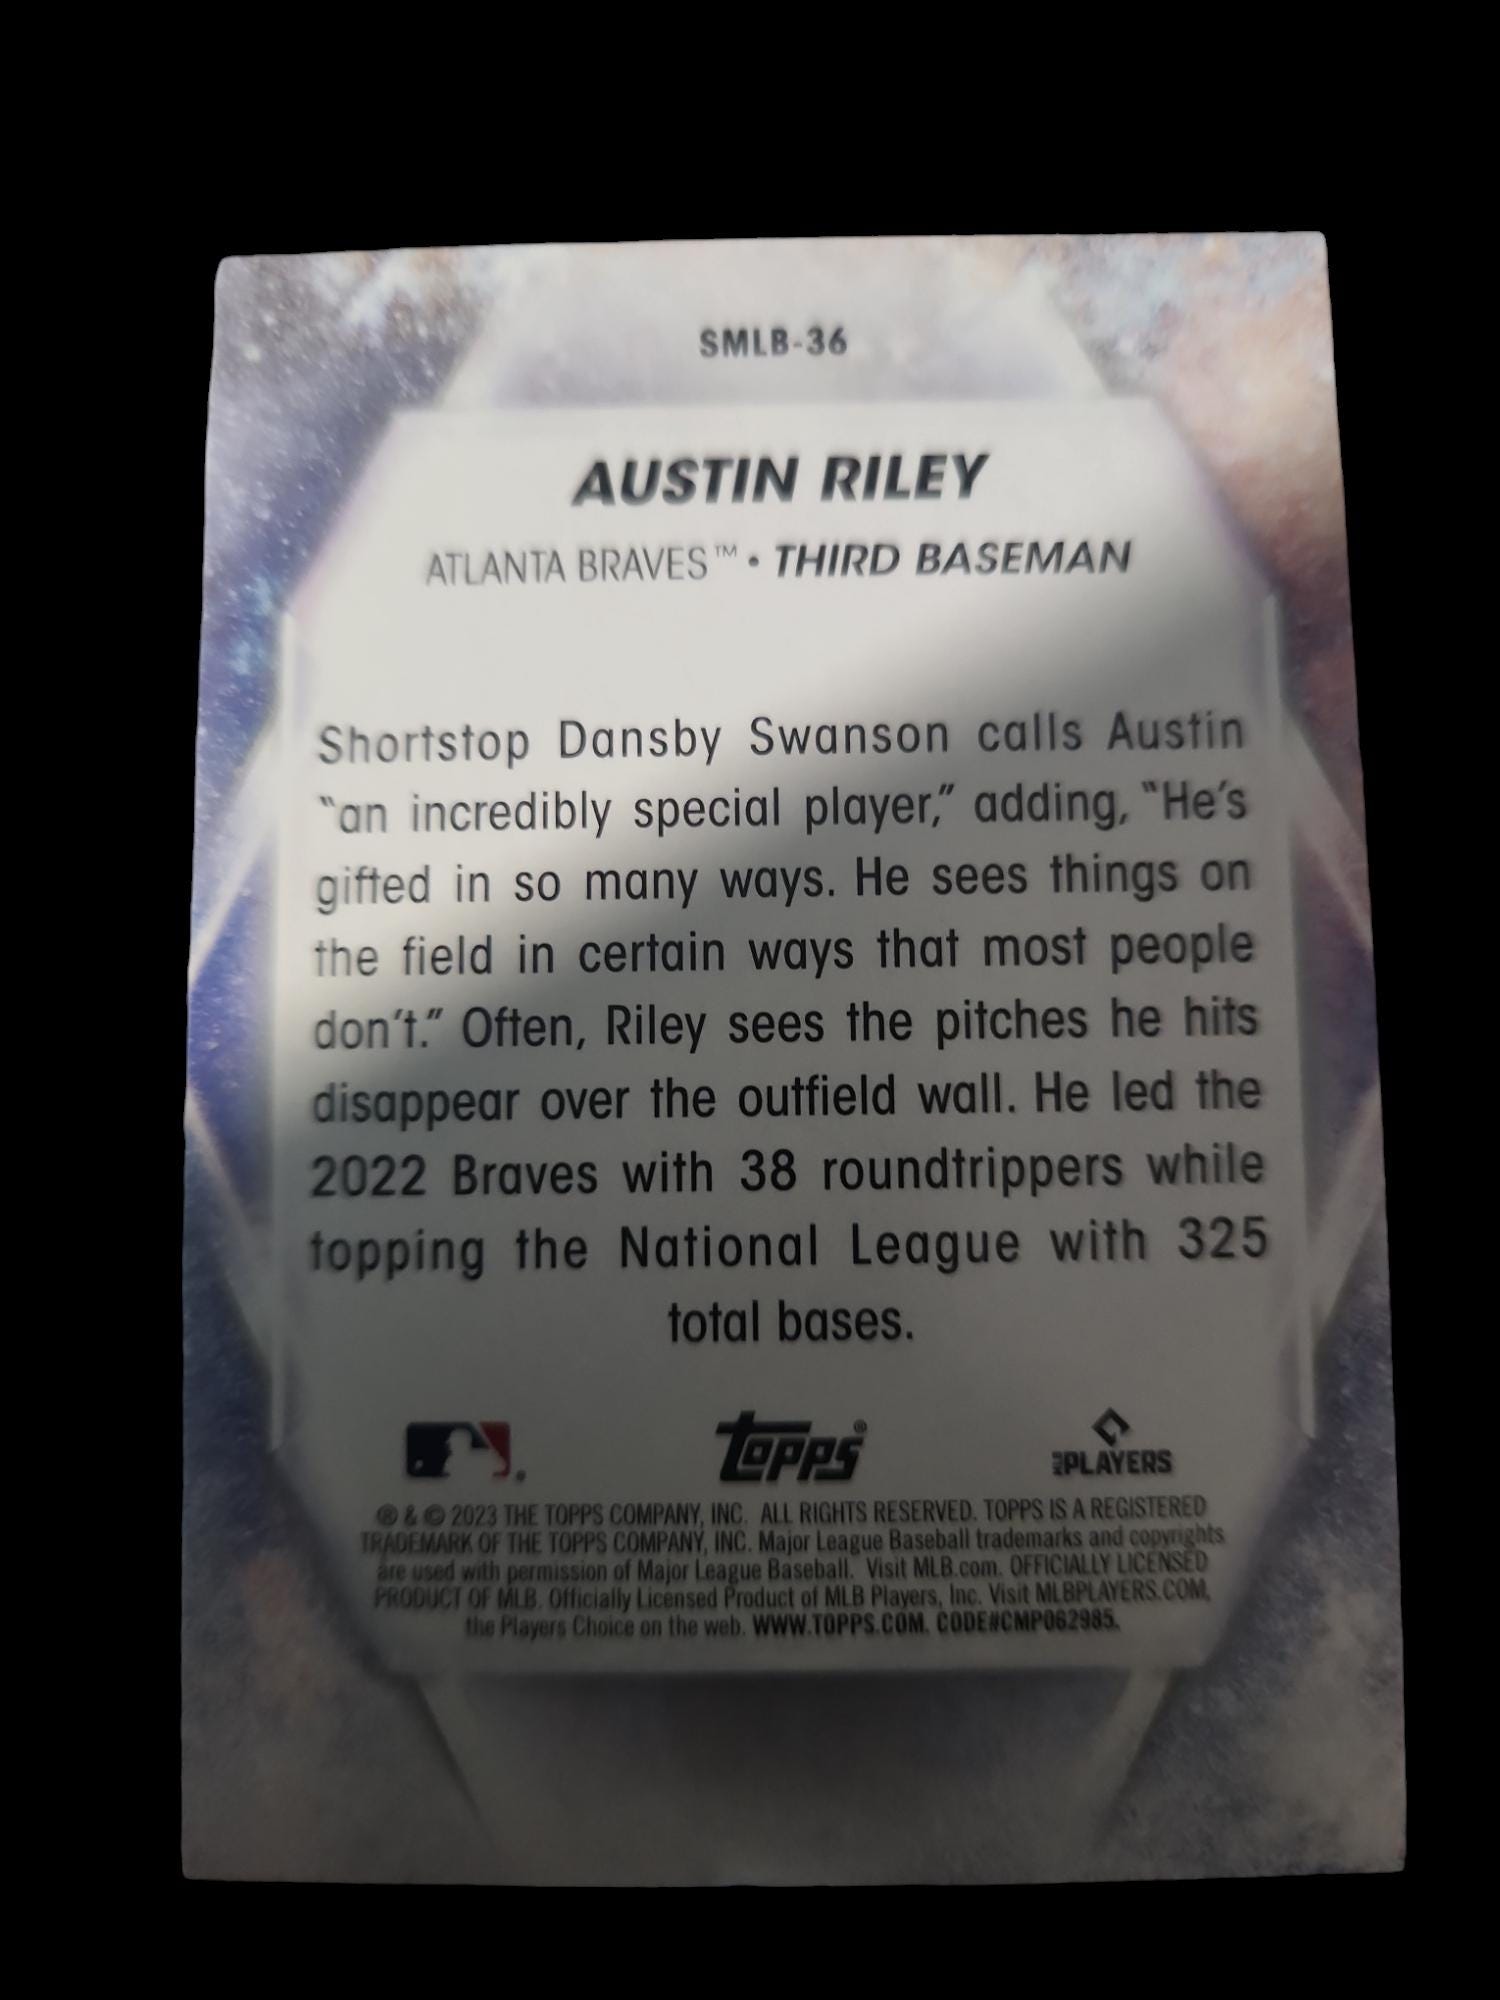 SMLB-36
AUSTIN RILEY
ATLANTA BRAVES™ • THIRD BASEMAN
Shortstop Dansby Swanson calls Austin
"an incredibly special player," adding, "He's
gifted in so many ways. He sees things on
the field in certain ways that most people
don't." Often, Riley sees the pitches he hits
disappear over the outfield wall. He led the
2022 Braves with 38 roundtrippers while
topping the National League with 325
total bases.
topps® PLAYERS
® & © 2023 THE TOPPS COMPANY, INC. ALL RIGHTS RESERVED. TOPPS IS A REGISTERED
TRADEMARK OF THE TOPPS COMPANY, INC. Major League Baseball trademarks and copyrights
are used with permission of Major League Baseball. Visit MLB.com. OFFICIALLY LICENSED
PRODUCT OF MLB. Officially Licensed Product of MLB Players, Inc. Visit MLBPLAYERS.COM,
the Players Choice on the web. WWW.TOPPS.COM. CODE#CMP062985.